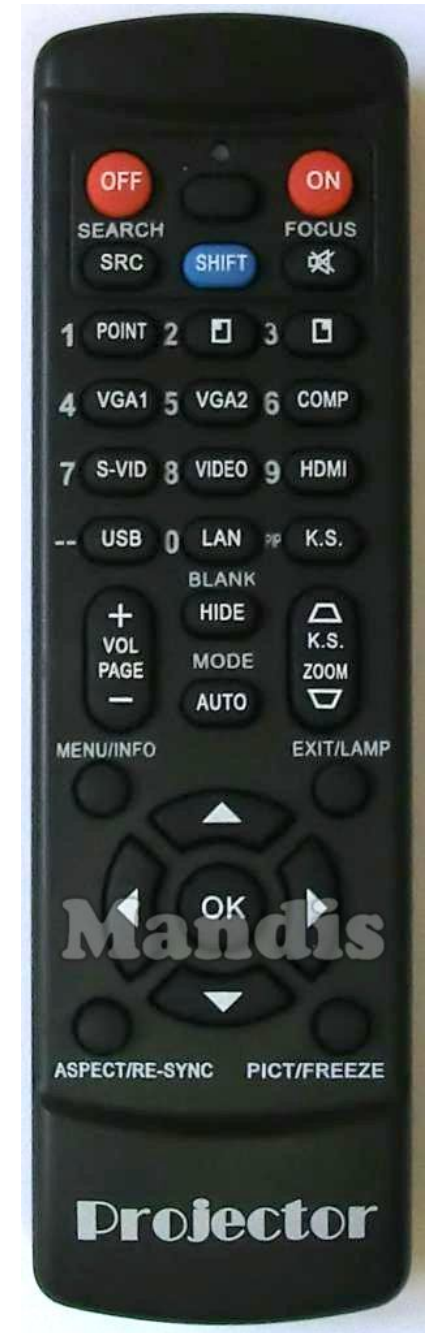 OFF ON
SEARCH FOCUS
SRC SHIFT
1 POINT 2 3
4 VGA1 5 VGA2 6 COMP
7 S-VID 8 VIDEO 9 HDMI
-- USB 0 LAN PIP K.S.
BLANK
+ HIDE
VOL K.S.
PAGE MODE ZOOM
- AUTO
MENU/INFO EXIT/LAMP
OK
Mandis
ASPECT/RE-SYNC PICT/FREEZE
Projector